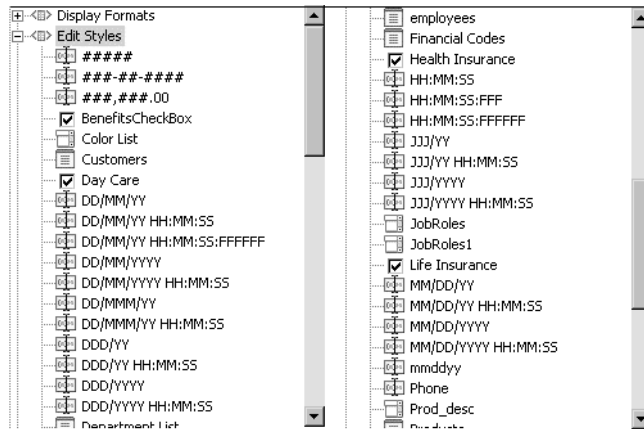 Display Formats
Edit Styles
#####
###-##-####
###,###.00
BenefitsCheckBox
Color List
Customers
Day Care
DD/MM/YY
DD/MM/YY HH:MM:SS
DD/MM/YY HH:MM:SS:FFFFFF
DD/MM/YYYY
DD/MM/YYYY HH:MM:SS
DD/MMM/YY
DD/MMM/YY HH:MM:SS
DDD/YY
DDD/YY HH:MM:SS
DDD/YYYY
DDD/YYYY HH:MM:SS
Department List
employees
Financial Codes
Health Insurance
HH:MM:SS
HH:MM:SS:FFF
HH:MM:SS:FFFFFF
JJJ/YY
JJJ/YY HH:MM:SS
JJJ/YYYY
JJJ/YYYY HH:MM:SS
JobRoles
JobRoles1
Life Insurance
MM/DD/YY
MM/DD/YY HH:MM:SS
MM/DD/YYYY
MM/DD/YYYY HH:MM:SS
mmddyy
Phone
Prod_desc
Products